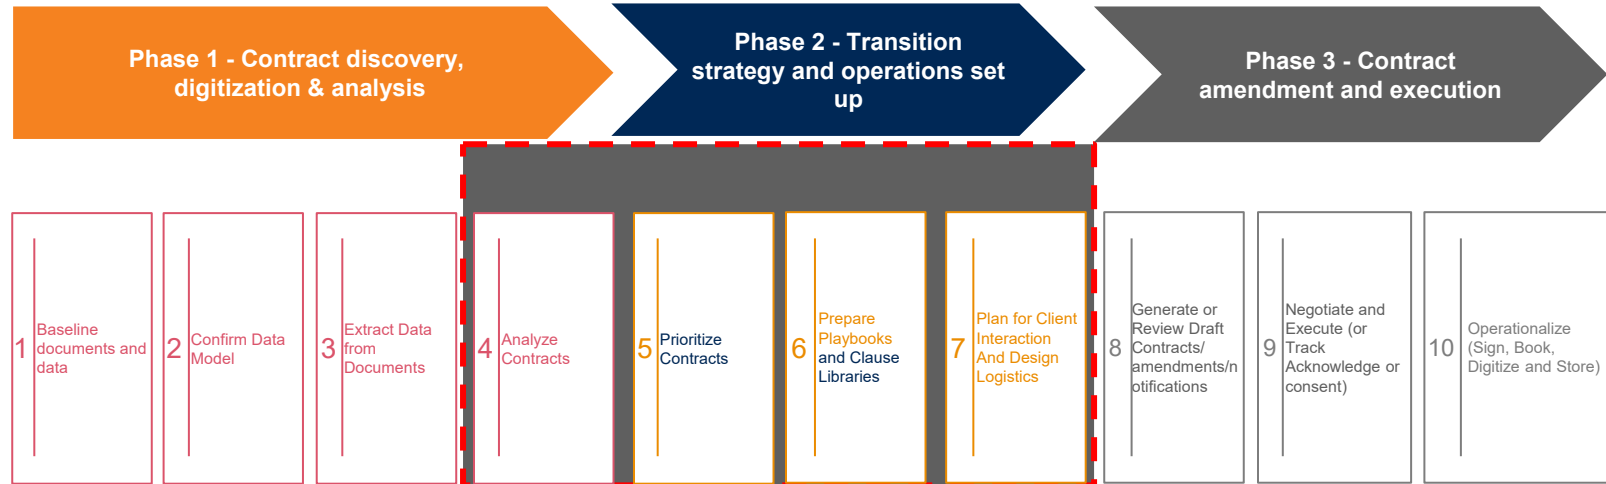 Phase 1 - Contract discovery,
digitization & analysis
Phase 2 - Transition
strategy and operations set
up
Phase 3 - Contract
amendment and execution
1
Baseline
documents and
data
2
Confirm Data
Model
3
Extract Data
from
Documents
4
Analyze
Contracts
5
Prioritize
Contracts
6
Prepare
Playbooks
and Clause
Libraries
7
Plan for Client
Interaction
And Design
Logistics
8
Generate or
Review Draft
Contracts/
amendments/n
otifications
9
Negotiate and
Execute (or
Track
Acknowledge or
consent)
10
Operationalize
(Sign, Book,
Digitize and Store)